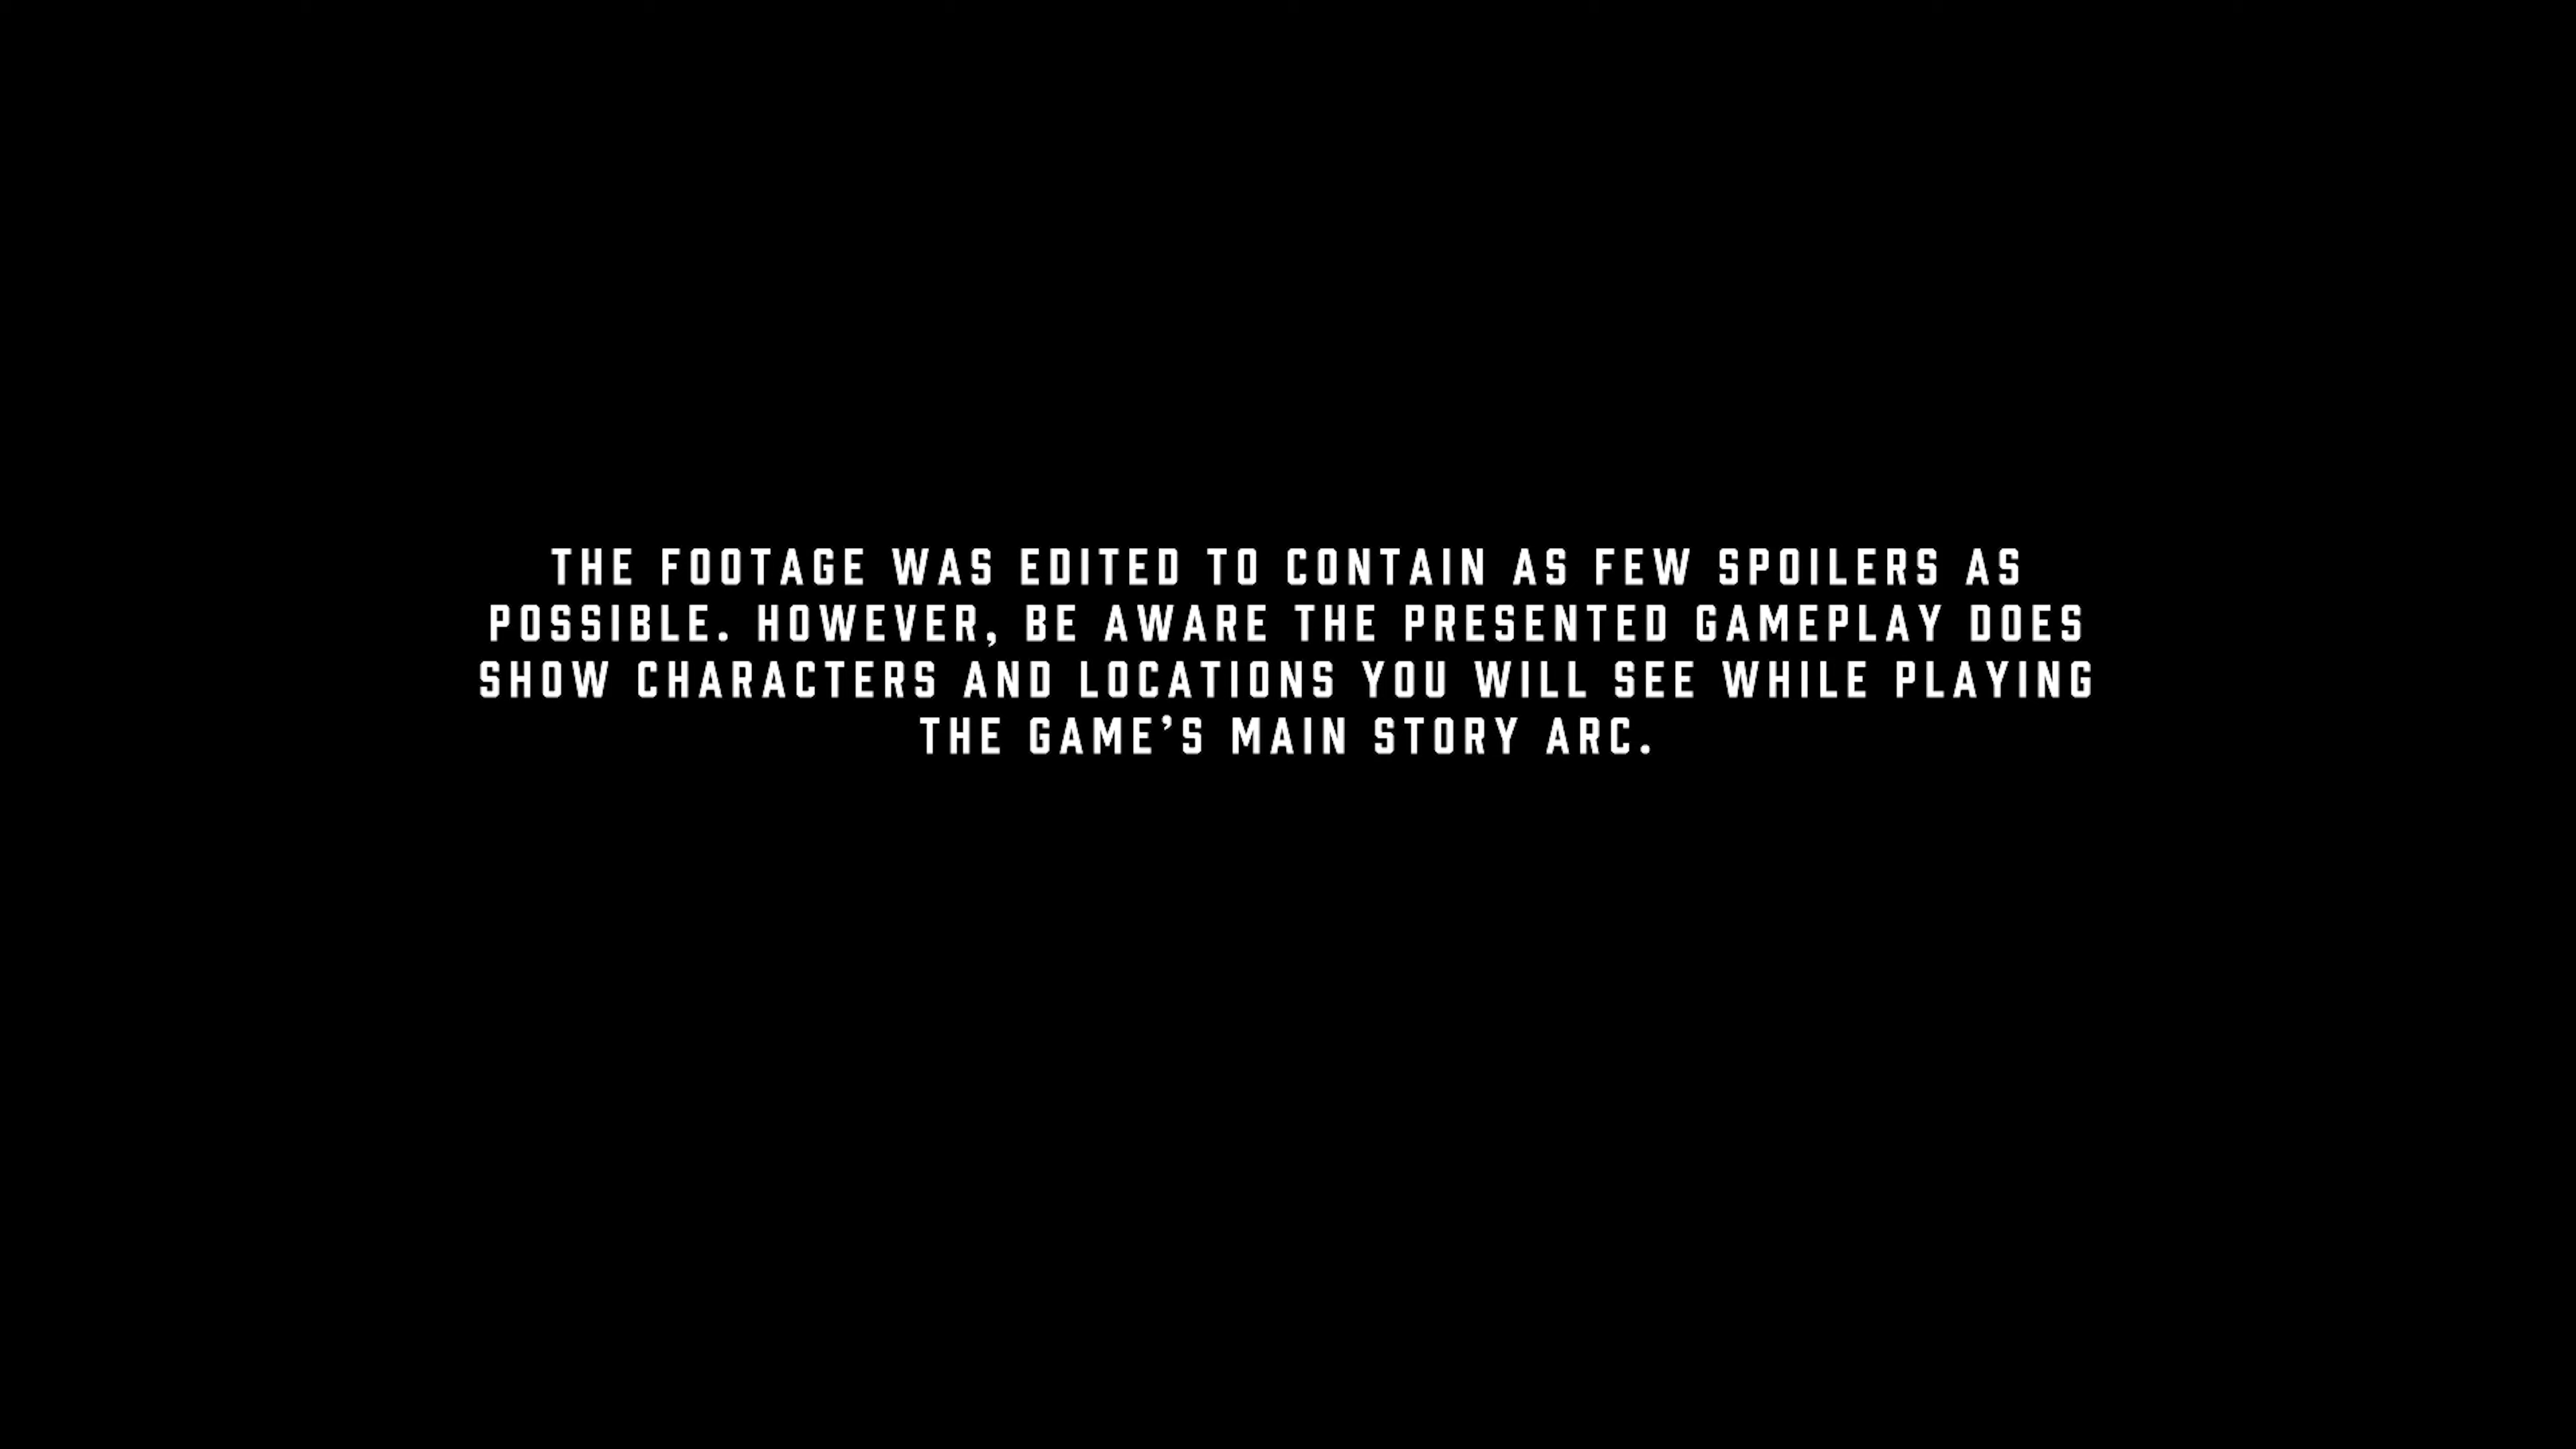 THE FOOTAGE WAS EDITED TO CONTAIN AS FEW SPOILERS AS
POSSIBLE. HOWEVER, BE AWARE THE PRESENTED GAMEPLAY DOES
SHOW CHARACTERS AND LOCATIONS YOU WILL SEE WHILE PLAYING
THE GAME’S MAIN STORY ARC.